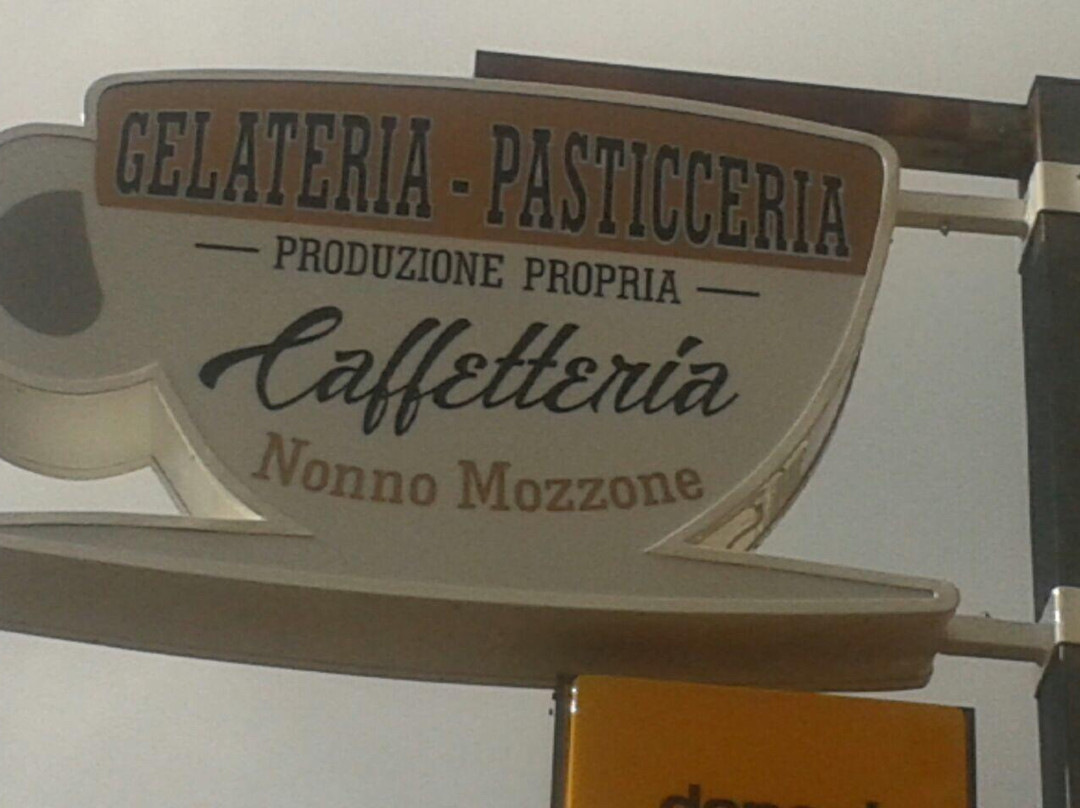 GELATERIA - PASTICCERIA
PRODUZIONE PROPRIA
Caffetteria
Nonno Mozzone